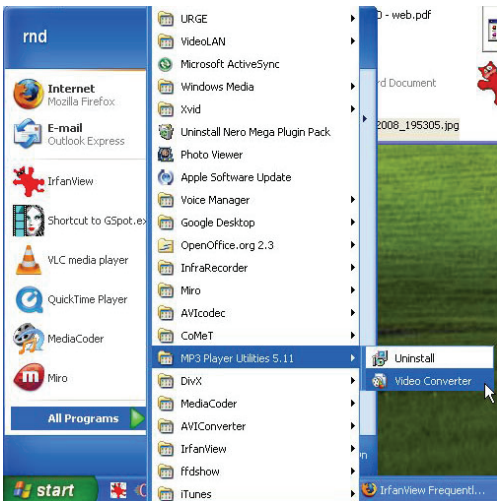 rnd
Internet
Mozilla Firefox
E-mail
Outlook Express
IrfanView
Shortcut to GSpot.ex
VLC media player
QuickTime Player
MediaCoder
Miro
All Programs
start
URGE
VideoLAN
Microsoft ActiveSync
Windows Media
Xvid
Uninstall Nero Mega Plugin Pack
Photo Viewer
Apple Software Update
Voice Manager
Google Desktop
OpenOffice.org 2.3
InfraRecorder
Miro
AVIcodec
CoMeT
MP3 Player Utilities 5.11
DivX
MediaCoder
AVIConverter
IrfanView
ffdshow
iTunes
Uninstall
Video Converter
- web.pdf
rd Document
2008_195305.jpg
IrfanView Frequentl...